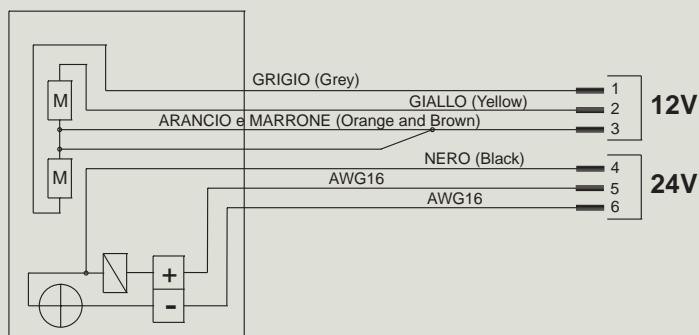 GRIGIO (Grey)
1
GIALLO (Yellow)
2
12V
ARANCIO e MARRONE (Orange and Brown)
3
M
NERO (Black)
4
M
AWG16
5
24V
AWG16
6
+
-